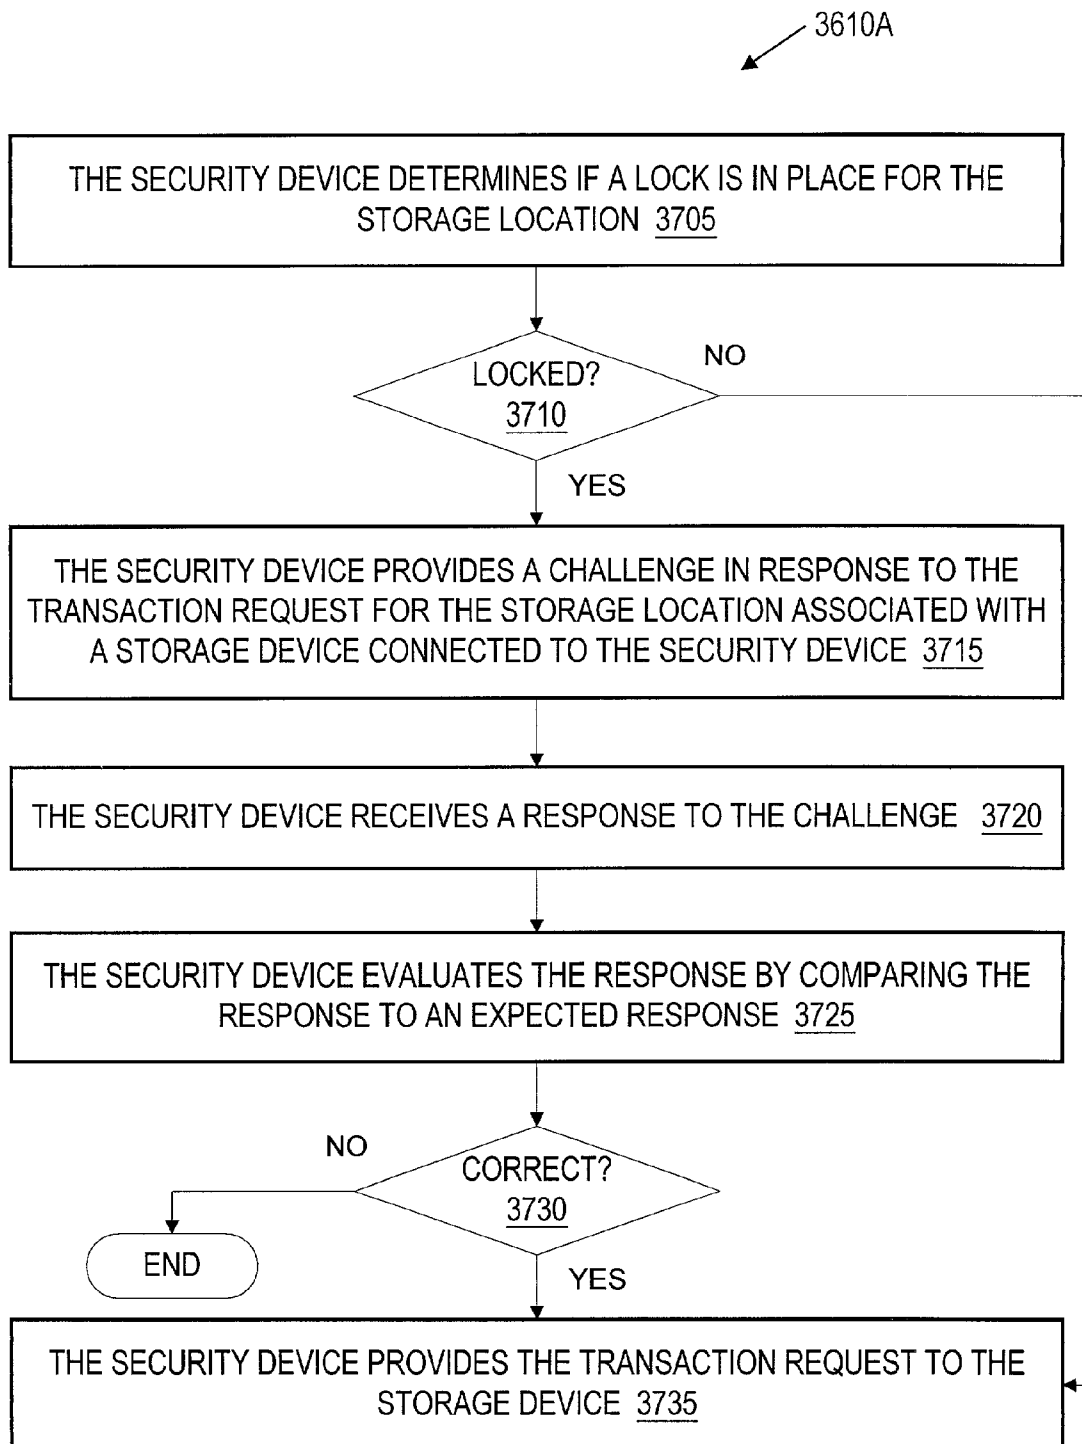 3610A
THE SECURITY DEVICE DETERMINES IF A LOCK IS IN PLACE FOR THE
STORAGE LOCATION 3705
LOCKED?
3710
NO
YES
THE SECURITY DEVICE PROVIDES A CHALLENGE IN RESPONSE TO THE
TRANSACTION REQUEST FOR THE STORAGE LOCATION ASSOCIATED WITH
A STORAGE DEVICE CONNECTED TO THE SECURITY DEVICE 3715
THE SECURITY DEVICE RECEIVES A RESPONSE TO THE CHALLENGE 3720
THE SECURITY DEVICE EVALUATES THE RESPONSE BY COMPARING THE
RESPONSE TO AN EXPECTED RESPONSE 3725
NO
CORRECT?
3730
END
YES
THE SECURITY DEVICE PROVIDES THE TRANSACTION REQUEST TO THE
STORAGE DEVICE 3735